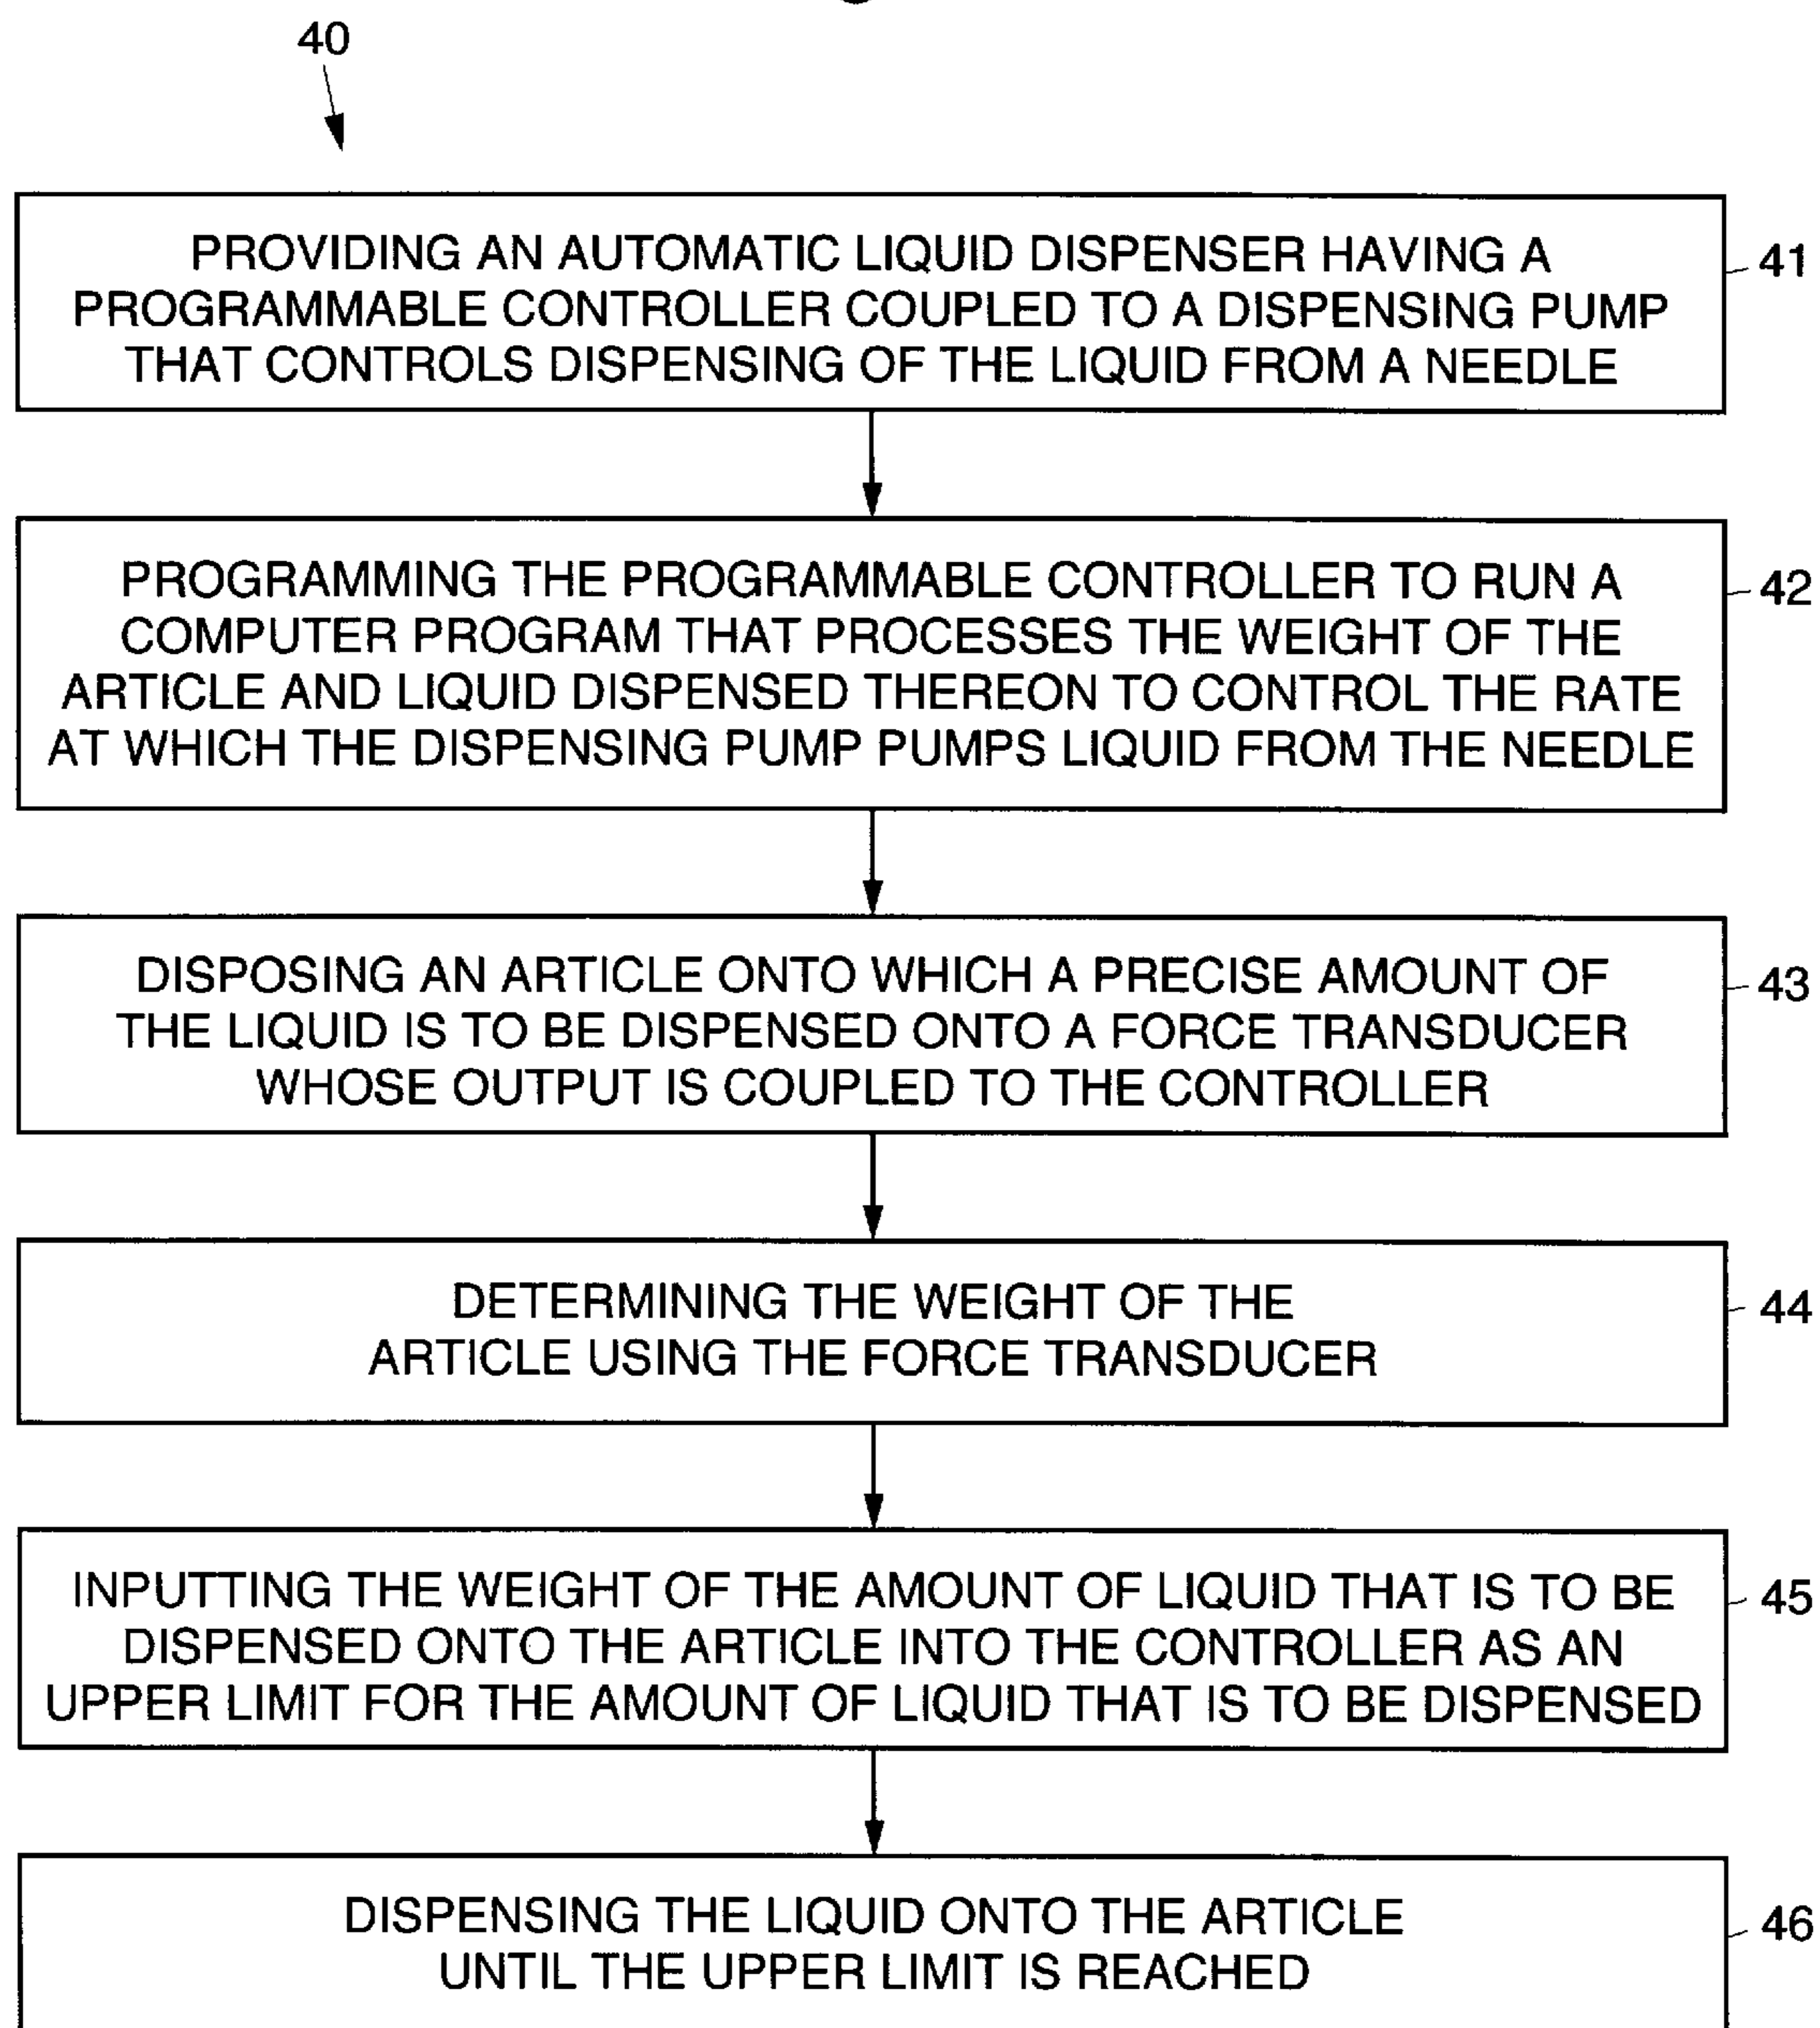 40
PROVIDING AN AUTOMATIC LIQUID DISPENSER HAVING A
PROGRAMMABLE CONTROLLER COUPLED TO A DISPENSING PUMP
THAT CONTROLS DISPENSING OF THE LIQUID FROM A NEEDLE
41
PROGRAMMING THE PROGRAMMABLE CONTROLLER TO RUN A
COMPUTER PROGRAM THAT PROCESSES THE WEIGHT OF THE
ARTICLE AND LIQUID DISPENSED THEREON TO CONTROL THE RATE
AT WHICH THE DISPENSING PUMP PUMPS LIQUID FROM THE NEEDLE
42
DISPOSING AN ARTICLE ONTO WHICH A PRECISE AMOUNT OF
THE LIQUID IS TO BE DISPENSED ONTO A FORCE TRANSDUCER
WHOSE OUTPUT IS COUPLED TO THE CONTROLLER
43
DETERMINING THE WEIGHT OF THE
ARTICLE USING THE FORCE TRANSDUCER
44
INPUTTING THE WEIGHT OF THE AMOUNT OF LIQUID THAT IS TO BE
DISPENSED ONTO THE ARTICLE INTO THE CONTROLLER AS AN
UPPER LIMIT FOR THE AMOUNT OF LIQUID THAT IS TO BE DISPENSED
45
DISPENSING THE LIQUID ONTO THE ARTICLE
UNTIL THE UPPER LIMIT IS REACHED
46